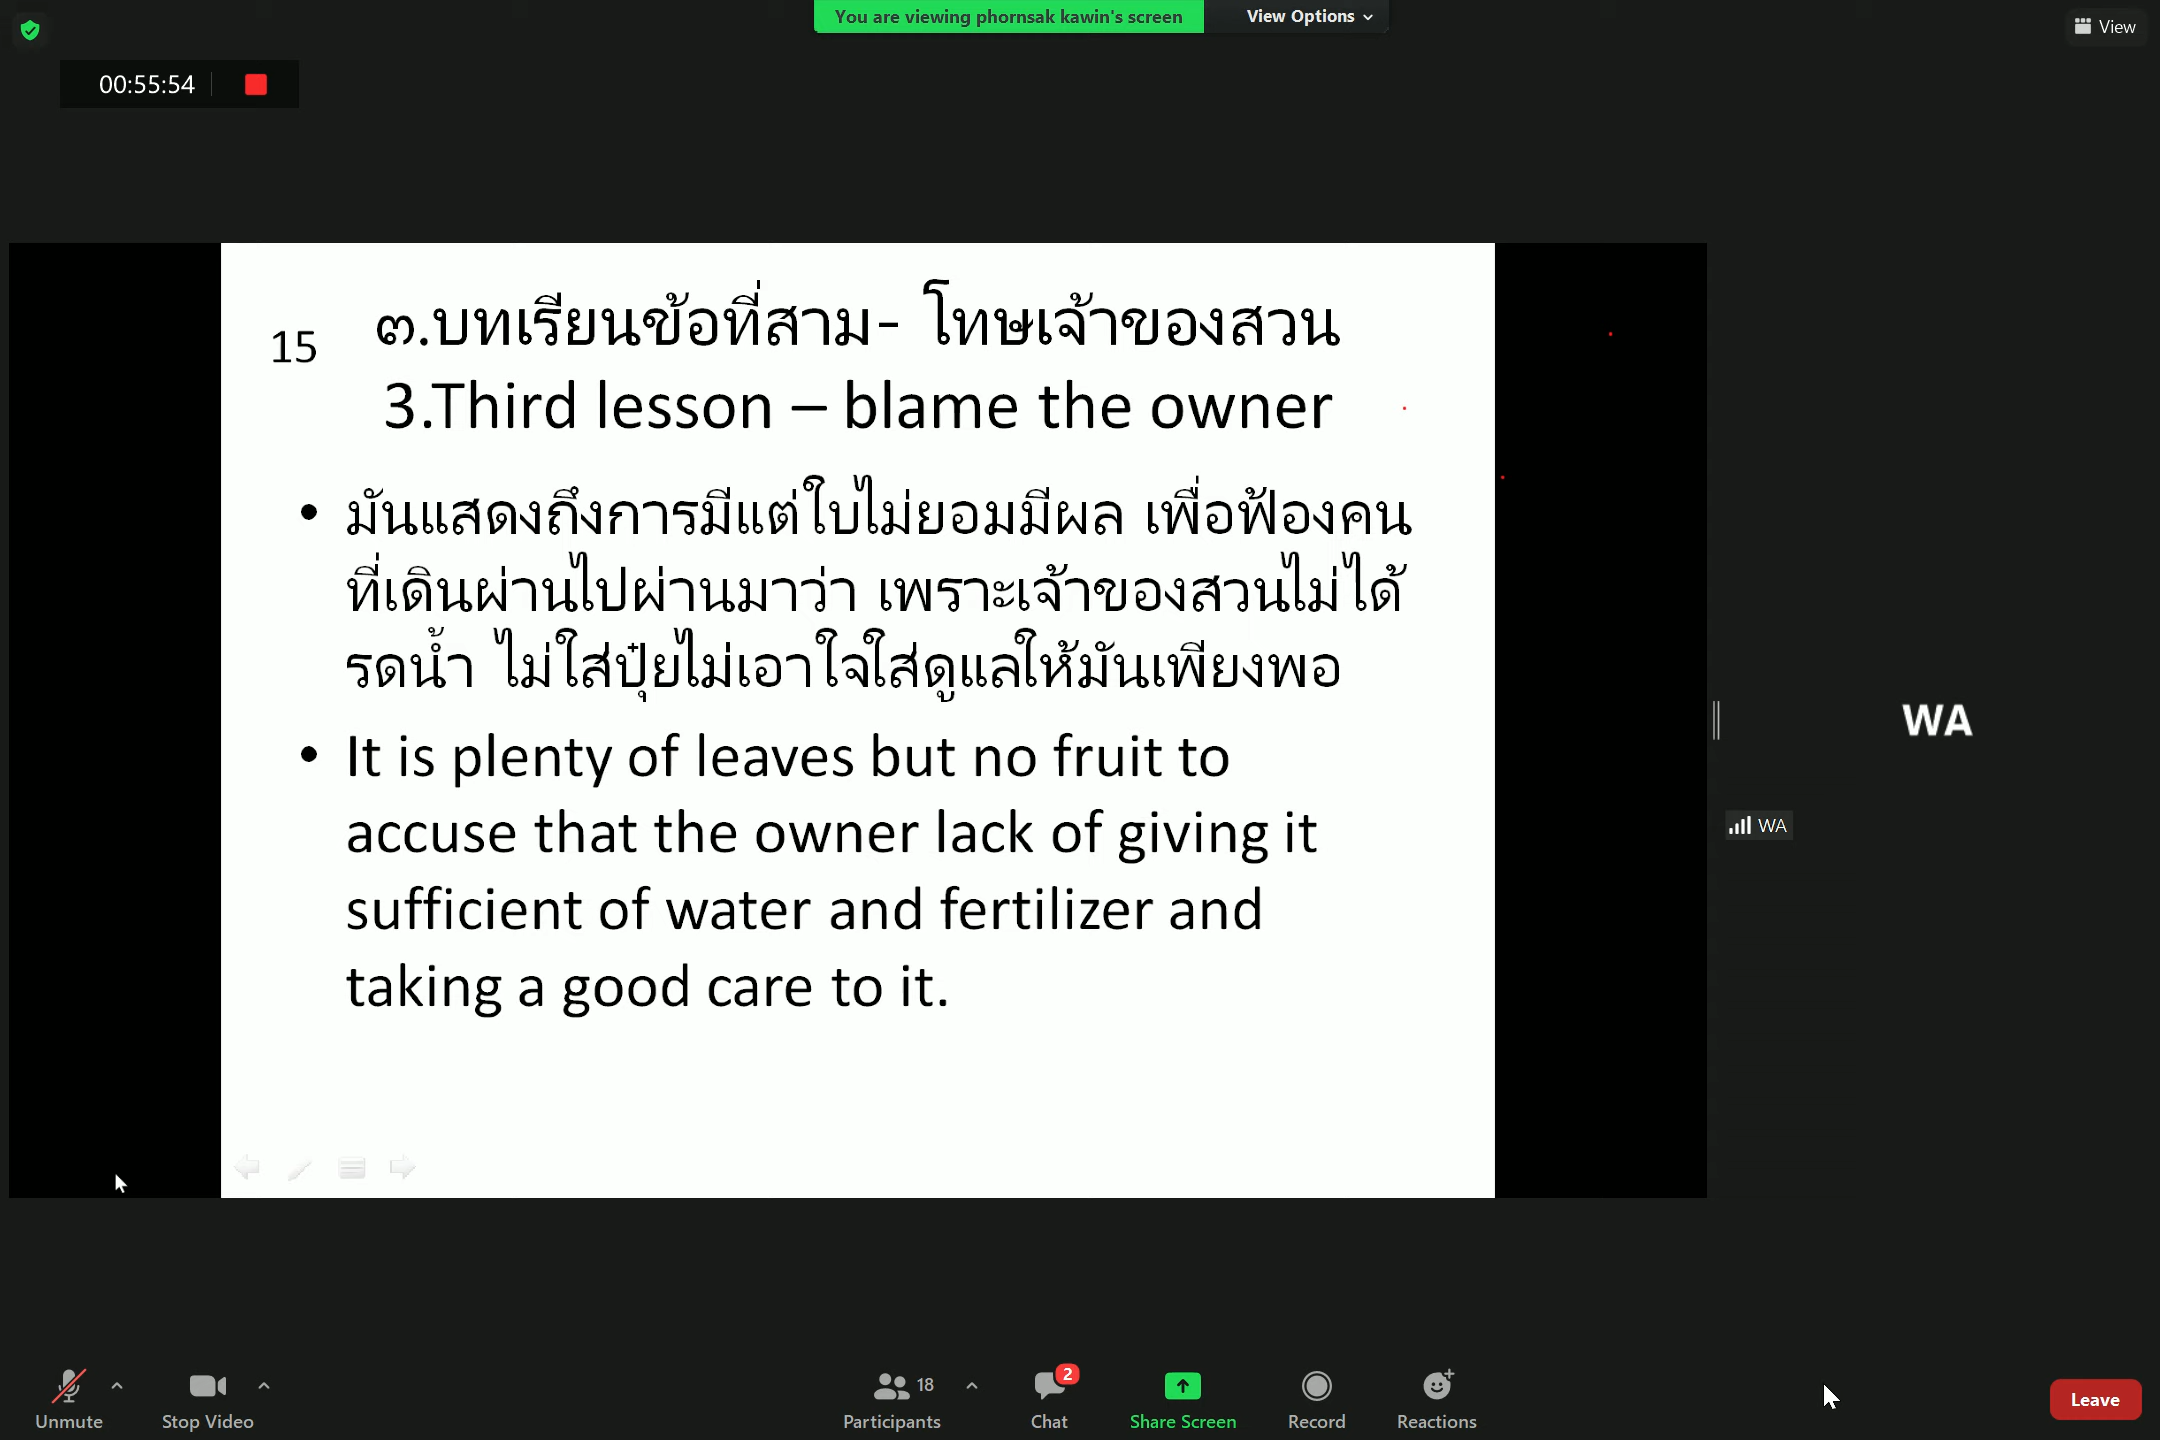 You are viewing phornsak kawin's screen
View Options
View
00:55:54
15
๓.บทเรียนข้อที่สาม- โทษเจ้าของสวน
3.Third lesson – blame the owner
• มันแสดงถึงการมีแต่ใบไม่ยอมมีผล เพื่อฟ้องคน
ที่เดินผ่านไปผ่านมาว่า เพราะเจ้าของสวนไม่ได้
รดน้ำ ไม่ใส่ปุ๋ยไม่เอาใจใส่ดูแลให้มันเพียงพอ
• It is plenty of leaves but no fruit to
accuse that the owner lack of giving it
sufficient of water and fertilizer and
taking a good care to it.
WA
WA
Unmute
Stop Video
18
Participants
2
Chat
Share Screen
Record
Reactions
Leave